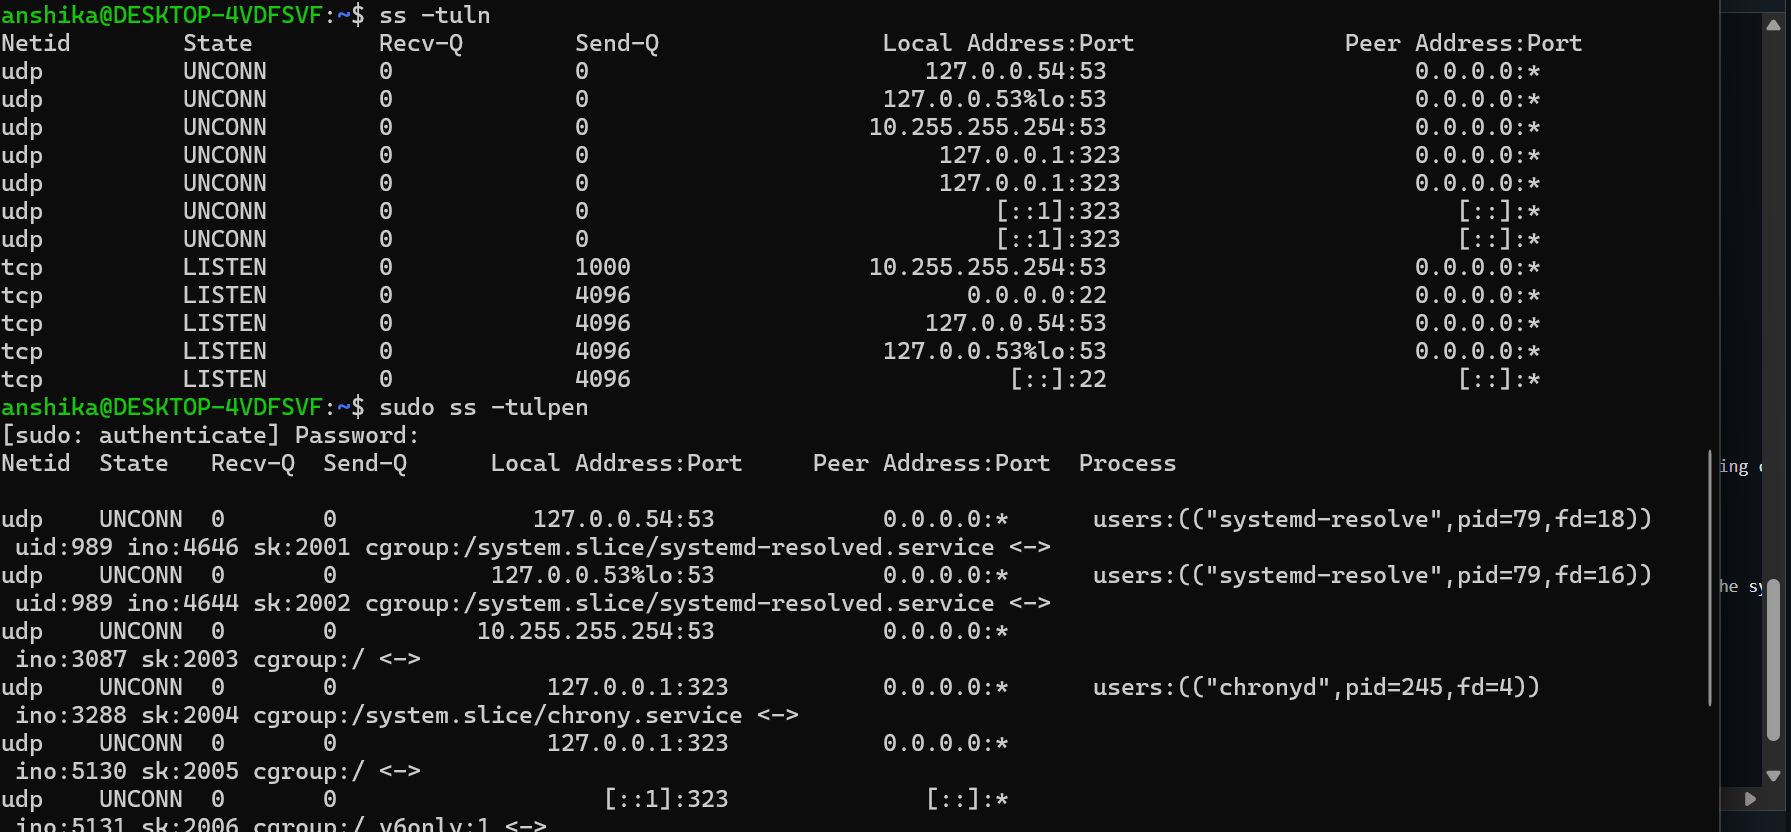 anshika@DESKTOP-4VDFSVF:~$ ss -tuln
Netid State Recv-Q Send-Q Local Address:Port Peer Address:Port
udp UNCONN 0 0 127.0.0.54:53 0.0.0.0:*
udp UNCONN 0 0 127.0.0.53%lo:53 0.0.0.0:*
udp UNCONN 0 0 10.255.255.254:53 0.0.0.0:*
udp UNCONN 0 0 127.0.0.1:323 0.0.0.0:*
udp UNCONN 0 0 127.0.0.1:323 0.0.0.0:*
udp UNCONN 0 0 [::1]:323 [::]:*
udp UNCONN 0 0 [::1]:323 [::]:*
tcp LISTEN 0 1000 10.255.255.254:53 0.0.0.0:*
tcp LISTEN 0 4096 0.0.0.0:22 0.0.0.0:*
tcp LISTEN 0 4096 127.0.0.54:53 0.0.0.0:*
tcp LISTEN 0 4096 127.0.0.53%lo:53 0.0.0.0:*
tcp LISTEN 0 4096 [::]:22 [::]:*
anshika@DESKTOP-4VDFSVF:~$ sudo ss -tulpen
[sudo: authenticate] Password:
Netid State Recv-Q Send-Q Local Address:Port Peer Address:Port Process
udp UNCONN 0 0 127.0.0.54:53 0.0.0.0:* users:(("systemd-resolve",pid=79,fd=18))
uid:989 ino:4646 sk:2001 cgroup:/system.slice/systemd-resolved.service <->
udp UNCONN 0 0 127.0.0.53%lo:53 0.0.0.0:* users:(("systemd-resolve",pid=79,fd=16))
uid:989 ino:4644 sk:2002 cgroup:/system.slice/systemd-resolved.service <->
udp UNCONN 0 0 10.255.255.254:53 0.0.0.0:*
ino:3087 sk:2003 cgroup:/ <->
udp UNCONN 0 0 127.0.0.1:323 0.0.0.0:* users:(("chronyd",pid=245,fd=4))
ino:3288 sk:2004 cgroup:/system.slice/chrony.service <->
udp UNCONN 0 0 127.0.0.1:323 0.0.0.0:*
ino:5130 sk:2005 cgroup:/ <->
udp UNCONN 0 0 [::1]:323 [::]:*
ino:5131 sk:2006 cgroup:/ v6only:1 <->